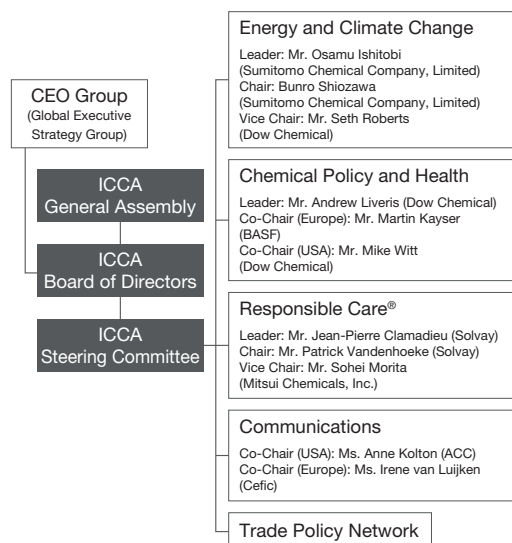 CEO Group
(Global Executive
Strategy Group)
ICCA
General Assembly
ICCA
Board of Directors
ICCA
Steering Committee
Energy and Climate Change
Leader: Mr. Osamu Ishitobi
(Sumitomo Chemical Company, Limited)
Chair: Bunro Shiozawa
(Sumitomo Chemical Company, Limited)
Vice Chair: Mr. Seth Roberts
(Dow Chemical)
Chemical Policy and Health
Leader: Mr. Andrew Liveris (Dow Chemical)
Co-Chair (Europe): Mr. Martin Kayser
(BASF)
Co-Chair (USA): Mr. Mike Witt
(Dow Chemical)
Responsible Care®
Leader: Mr. Jean-Pierre Clamadieu (Solvay)
Chair: Mr. Patrick Vandenhoeke (Solvay)
Vice Chair: Mr. Sohei Morita
(Mitsui Chemicals, Inc.)
Communications
Co-Chair (USA): Ms. Anne Kolton (ACC)
Co-Chair (Europe): Ms. Irene van Luijken
(Cefic)
Trade Policy Network